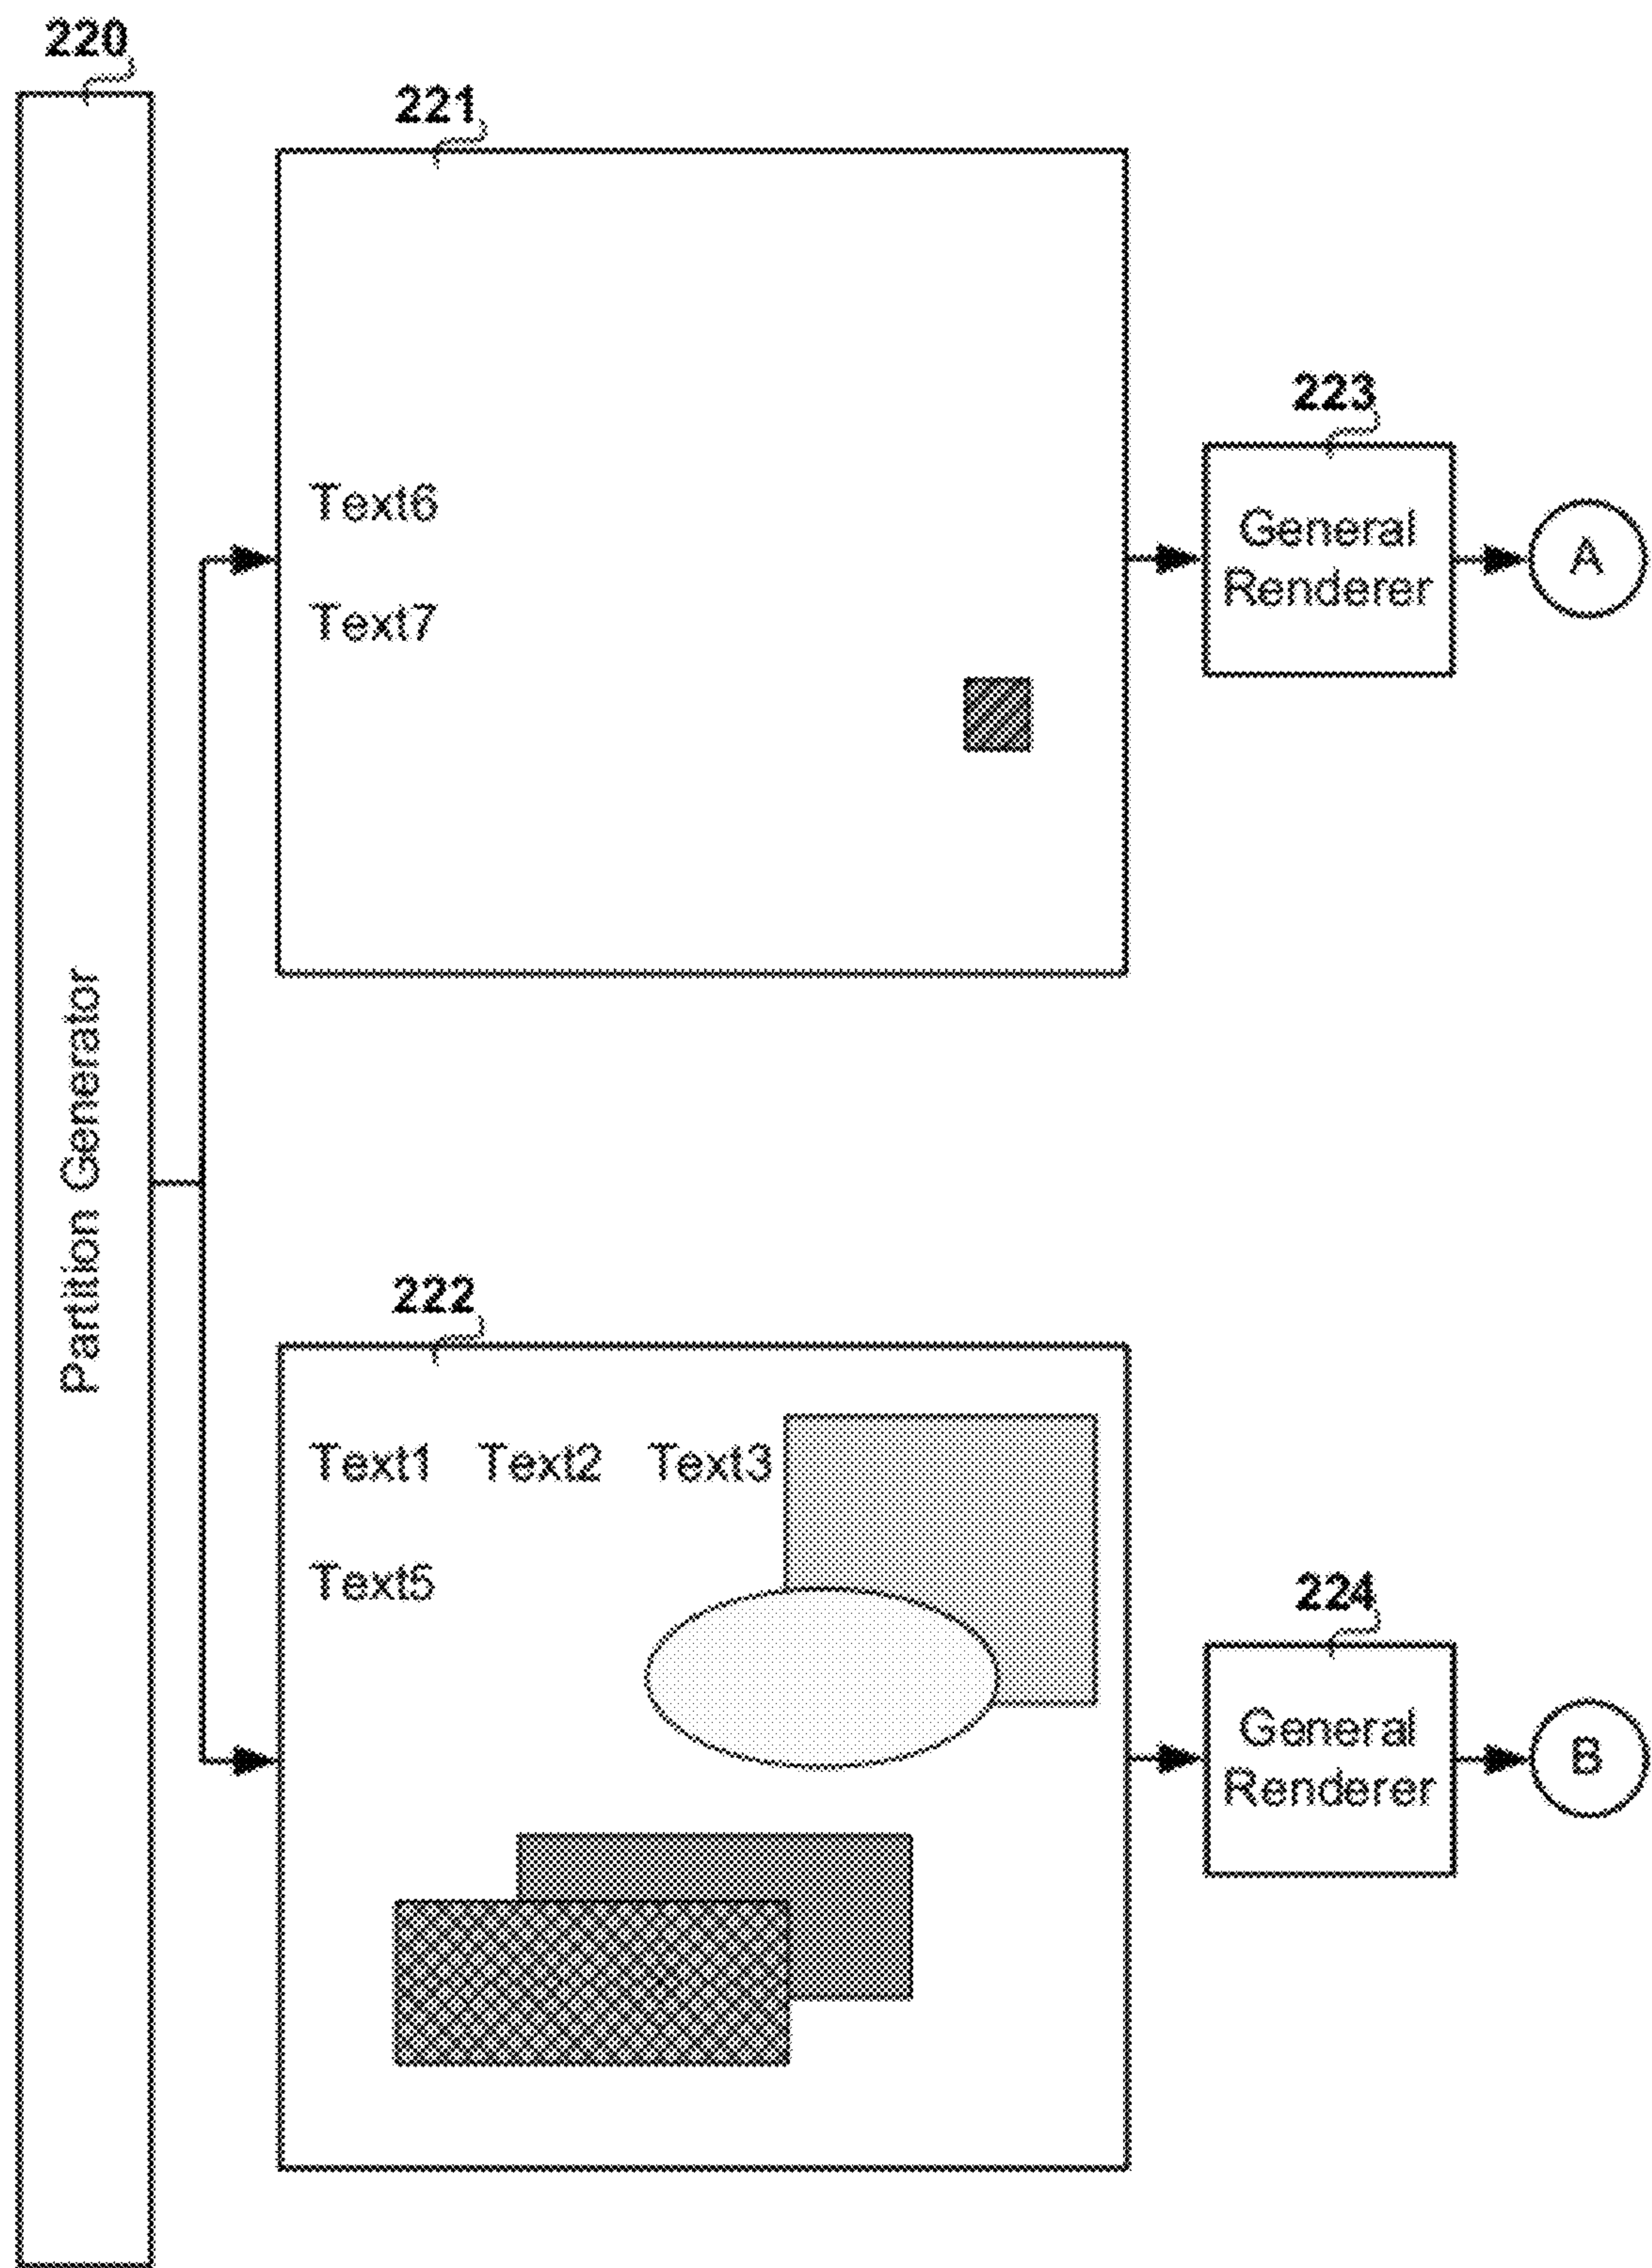 220
Partition Generator
221
Text6
Text7
223
General
Renderer
A
222
Text1 Text2 Text3
Text5
224
General
Renderer
B